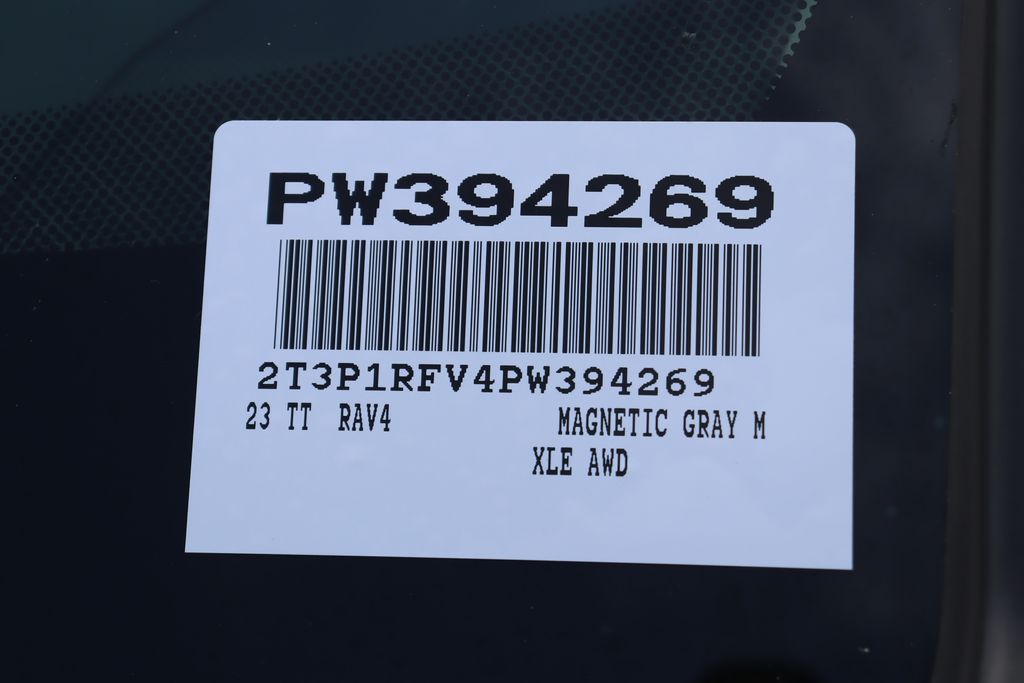 PW394269
2T3P1RFV4PW394269
23 TT RAV4 MAGNETIC GRAY M
XLE AWD